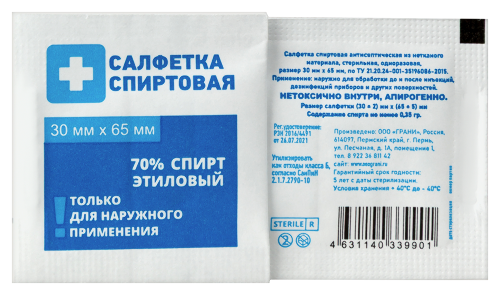 САЛФЕТКА
СПИРТОВАЯ
30 мм х 65 мм
70% СПИРТ
ЭТИЛОВЫЙ
! ТОЛЬКО
ДЛЯ НАРУЖНОГО
ПРИМЕНЕНИЯ
Салфетка спиртовая антисептическая из нетканого
материала, стерильная, одноразовая,
размер 30 мм х 65 мм, по ТУ 21.20.24-001-35196086-2015.
Применение: наружно для обработки до и после инъекций,
дезинфекций приборов и других поверхностей.
НЕТОКСИЧНО ВНУТРИ, АПИРОГЕННО.
Размер салфетки (30 ± 2) мм х (65 ± 5) мм
Содержание спирта не менее 0,35 гр.
Рег.удостоверение:
РЗН 2016/4431
от 26.07.2021
Утилизировать
как отходы класса Б,
согласно СанПиН
2.1.7.2790-10
Произведено: ООО «ГРАНИ», Россия,
614097, Пермский край, г. Пермь,
ул. Песчаная, д. 1А, помещение 1,
тел. 8 922 36 811 42
Гарантийный срок годности:
5 лет с даты стерилизации.
Условия хранения + 40°С до - 40°С
STERILE R
4 631140 339901